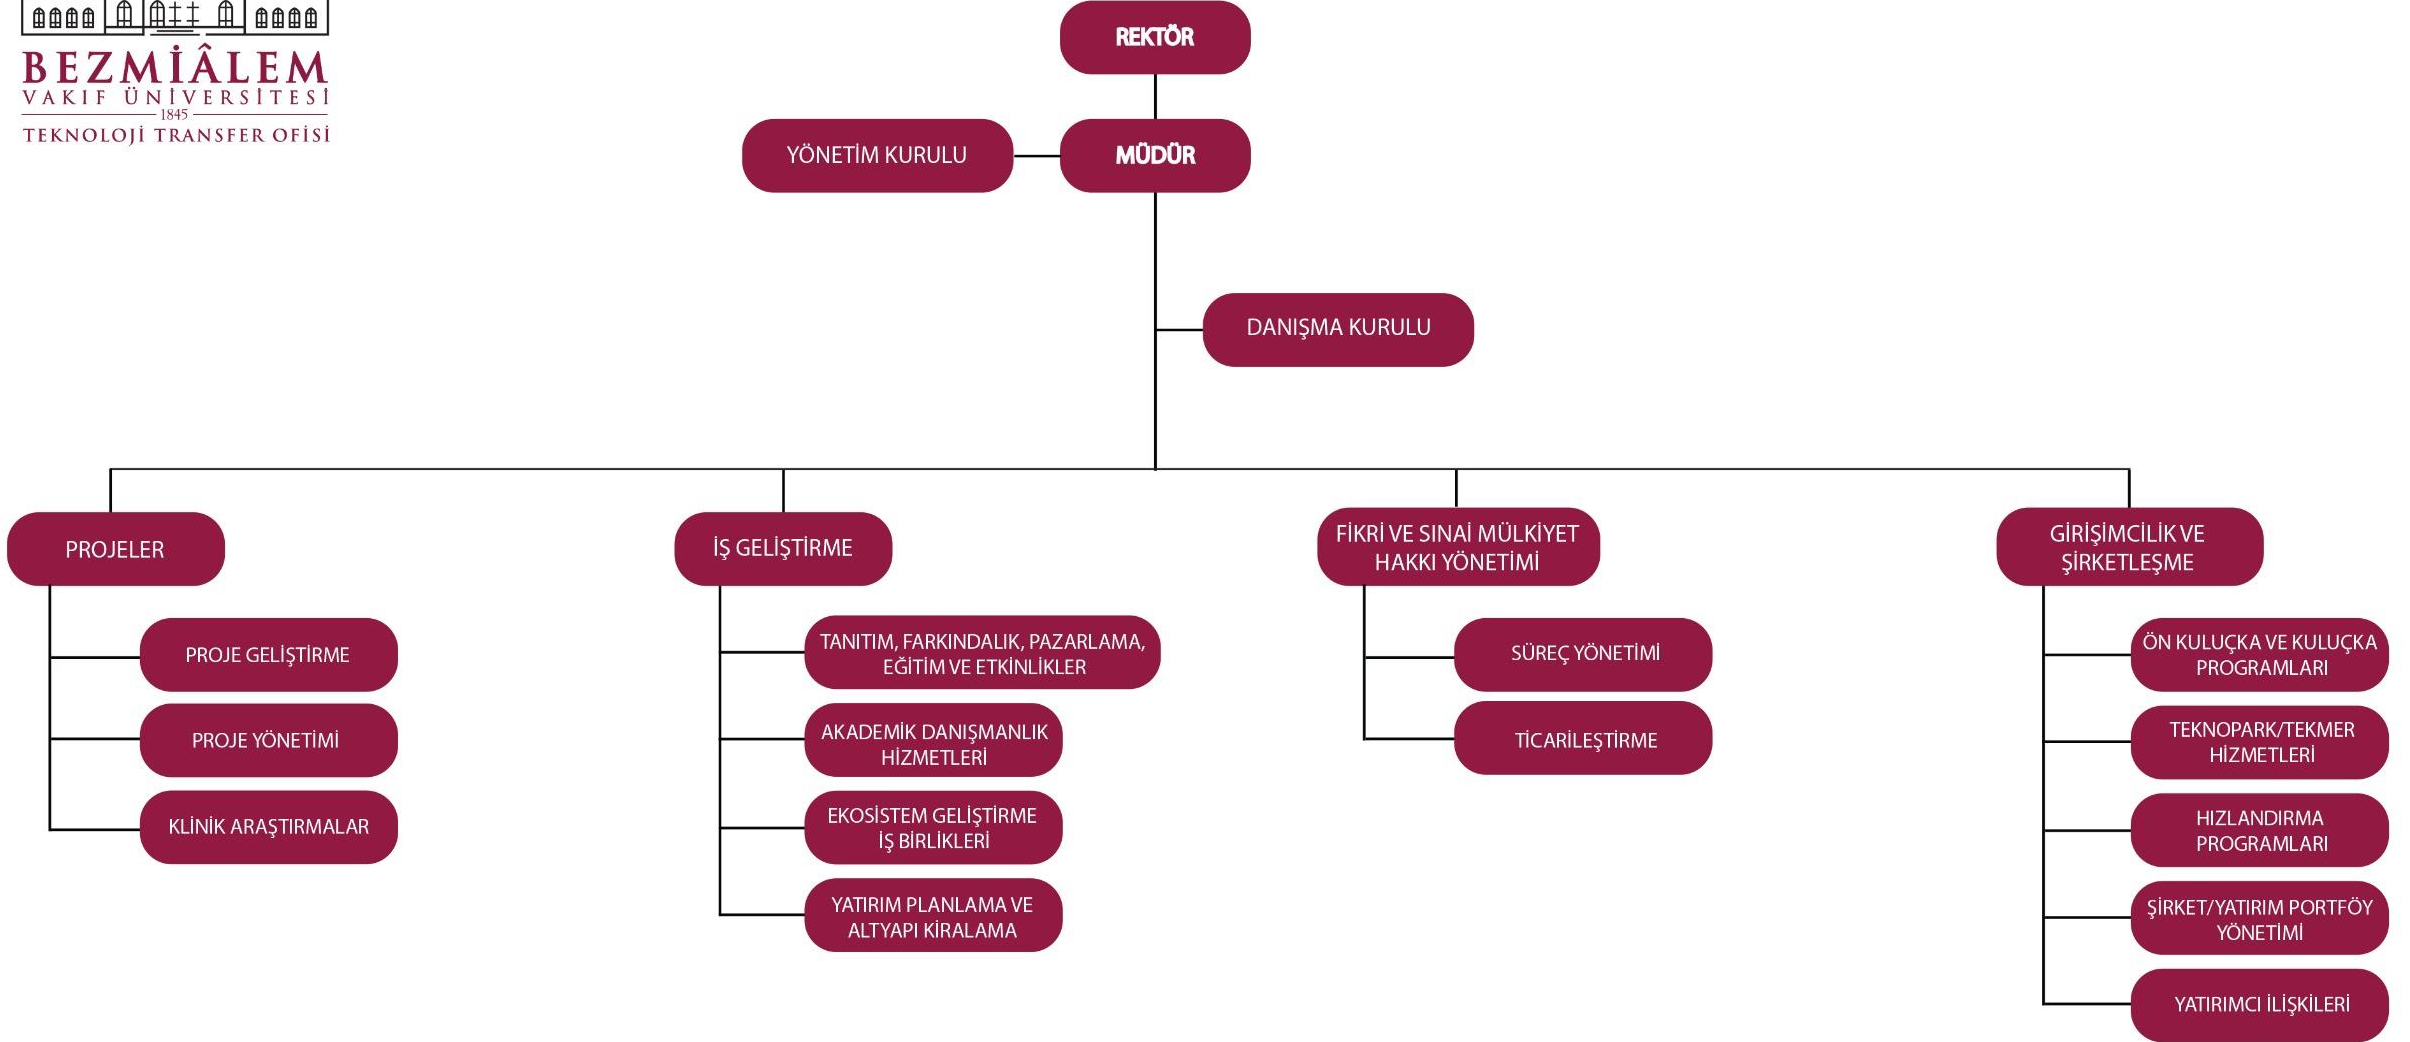 BEZMİÂLEM
VAKIF ÜNİVERSİTESİ
1845
TEKNOLOJİ TRANSFER OFİSİ
REKTÖR
YÖNETİM KURULU
MÜDÜR
DANIŞMA KURULU
PROJELER
PROJE GELİŞTİRME
PROJE YÖNETİMİ
KLİNİK ARAŞTIRMALAR
İŞ GELİŞTİRME
TANITIM, FARKINDALIK, PAZARLAMA,
EĞİTİM VE ETKİNLİKLER
AKADEMİK DANIŞMANLIK
HİZMETLERİ
EKOSİSTEM GELİŞTİRME
İŞ BİRLİKLERİ
YATIRIM PLANLAMA VE
ALTYAPI KİRALAMA
FİKRİ VE SINAİ MÜLKİYET
HAKKI YÖNETİMİ
SÜREÇ YÖNETİMİ
TİCARİLEŞTİRME
GİRİŞİMCİLİK VE
ŞİRKETLEŞME
ÖN KULUÇKA VE KULUÇKA
PROGRAMLARI
TEKNOPARK/TEKMER
HİZMETLERİ
HIZLANDIRMA
PROGRAMLARI
ŞİRKET/YATIRIM PORTFÖY
YÖNETİMİ
YATIRIMCI İLİŞKİLERİ